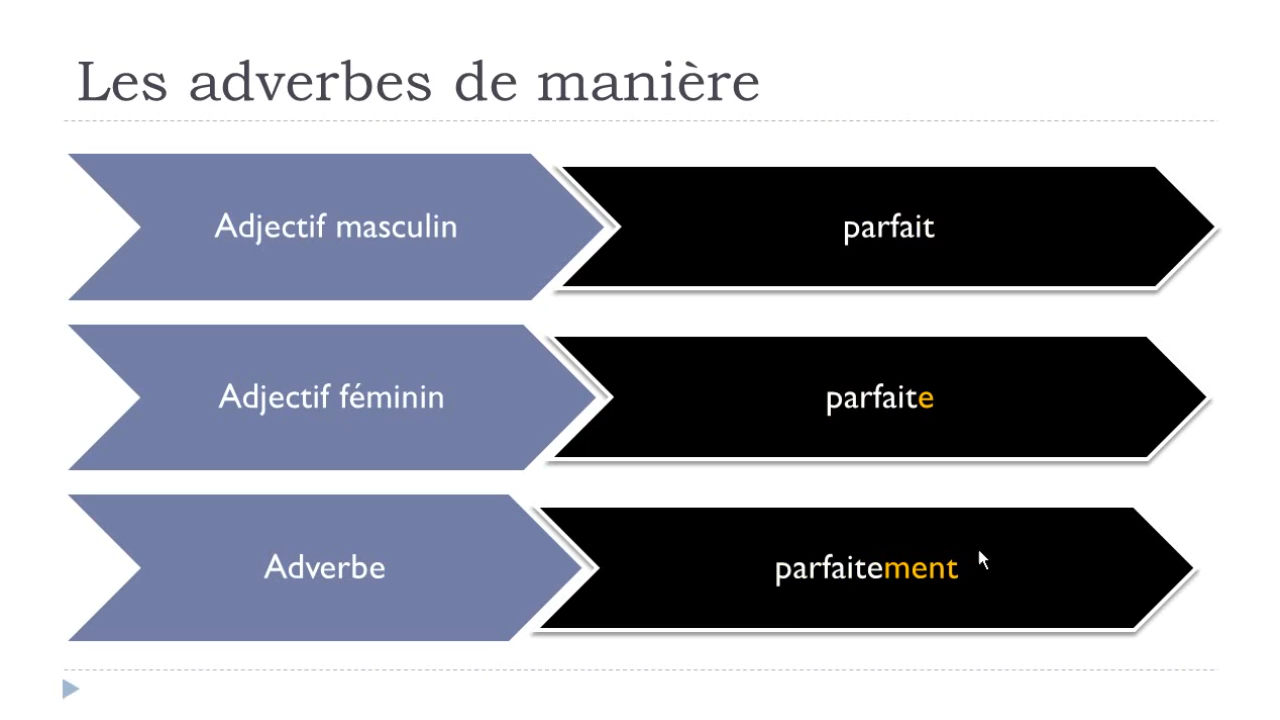 Les adverbes de manière
Adjectif masculin
parfait
Adjectif féminin
parfaite
Adverbe
parfaitement